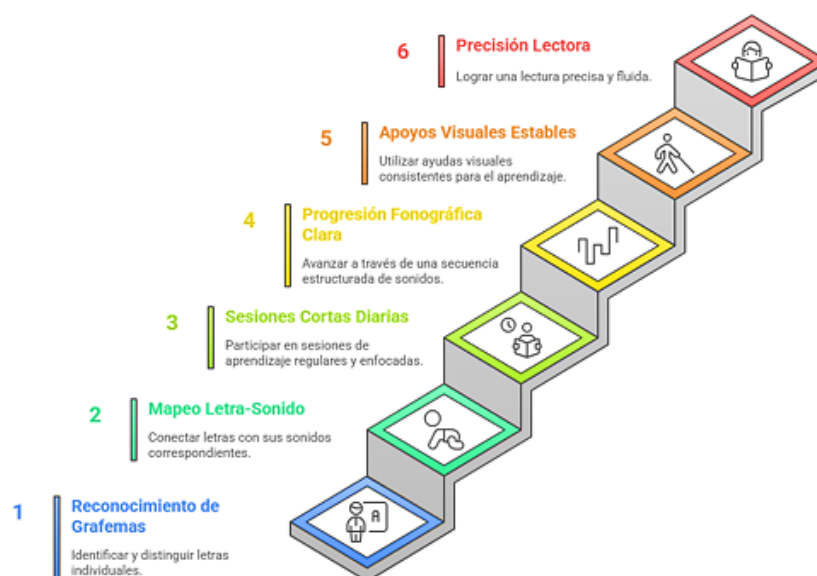 6
Precisión Lectora
Lograr una lectura precisa y fluida.
5
Apoyos Visuales Estables
Utilizar ayudas visuales
consistentes para el aprendizaje.
4
Progresión Fonográfica
Clara
Avanzar a través de una secuencia
estructurada de sonidos.
3
Sesiones Cortas Diarias
Participar en sesiones de
aprendizaje regulares y enfocadas.
2
Mapeo Letra-Sonido
Conectar letras con sus sonidos
correspondientes.
1
Reconocimiento de
Grafemas
Identificar y distinguir letras
individuales.
A